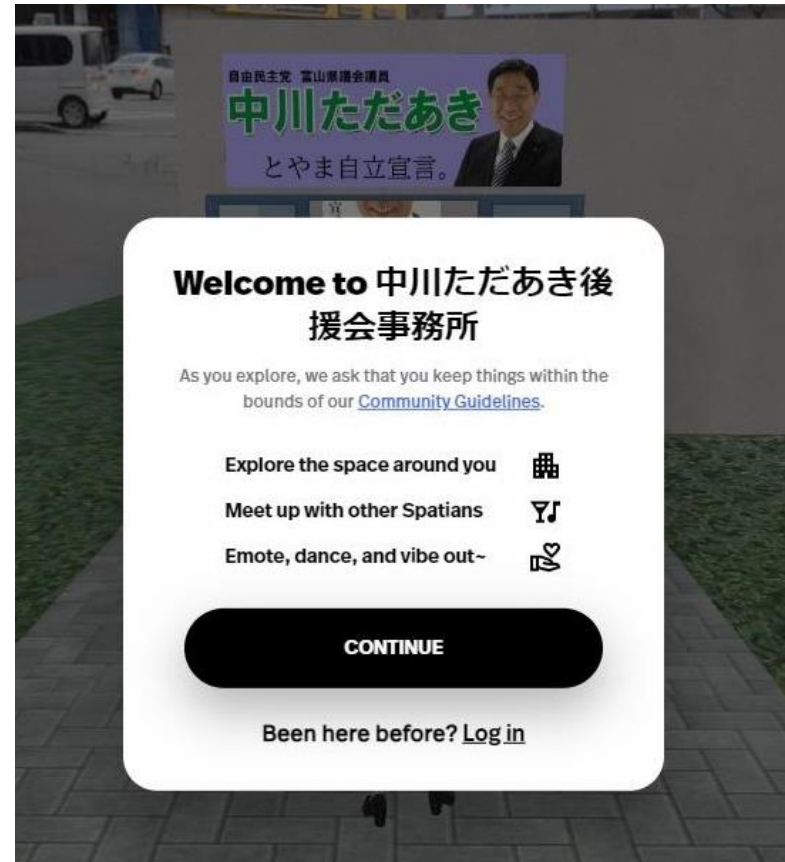 自由民主党 富山県議会議員
中川ただあき
とやま自立宣言。
宣
Welcome to 中川ただあき後
援会事務所
As you explore, we ask that you keep things within the
bounds of our Community Guidelines.
Explore the space around you
Meet up with other Spatians
Emote, dance, and vibe out~
CONTINUE
Been here before? Log in